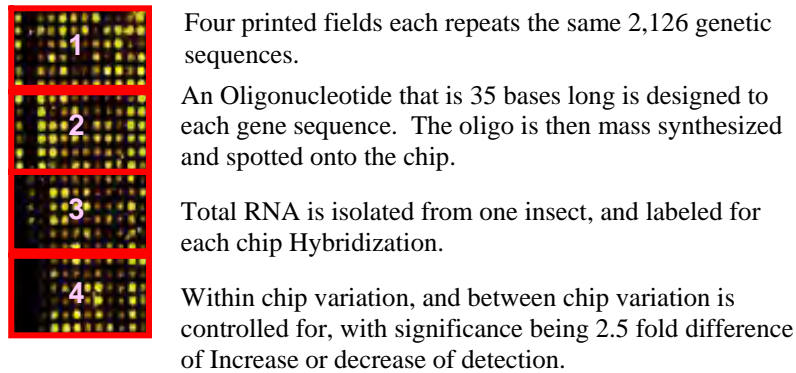 1
2
3
4
Four printed fields each repeats the same 2,126 genetic
sequences.
An Oligonucleotide that is 35 bases long is designed to
each gene sequence.  The oligo is then mass synthesized
and spotted onto the chip.
Total RNA is isolated from one insect, and labeled for
each chip Hybridization.
Within chip variation, and between chip variation is
controlled for, with significance being 2.5 fold difference
of Increase or decrease of detection.